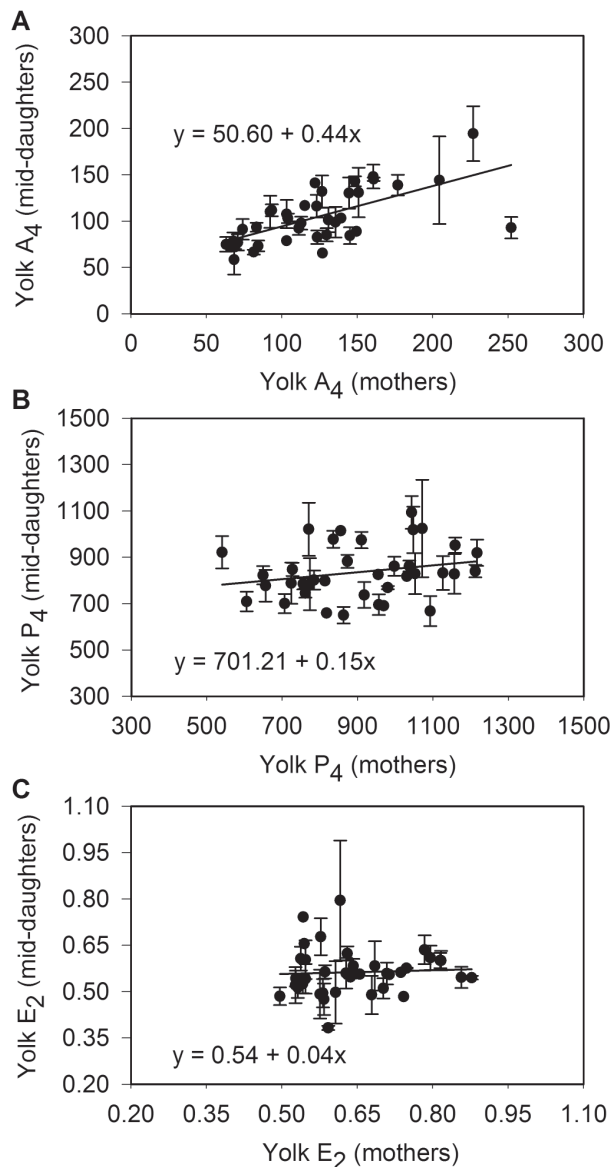 A
300
250
200
150
100
50
0
Yolk A4 (mid-daughters)
y = 50.60 + 0.44x
0 50 100 150 200 250 300
Yolk A4 (mothers)
B
1500
1300
1100
900
700
500
300
Yolk P4 (mid-daughters)
y = 701.21 + 0.15x
300 500 700 900 1100 1300 1500
Yolk P4 (mothers)
C
1.10
0.95
0.80
0.65
0.50
0.35
0.20
Yolk E2 (mid-daughters)
y = 0.54 + 0.04x
0.20 0.35 0.50 0.65 0.80 0.95 1.10
Yolk E2 (mothers)